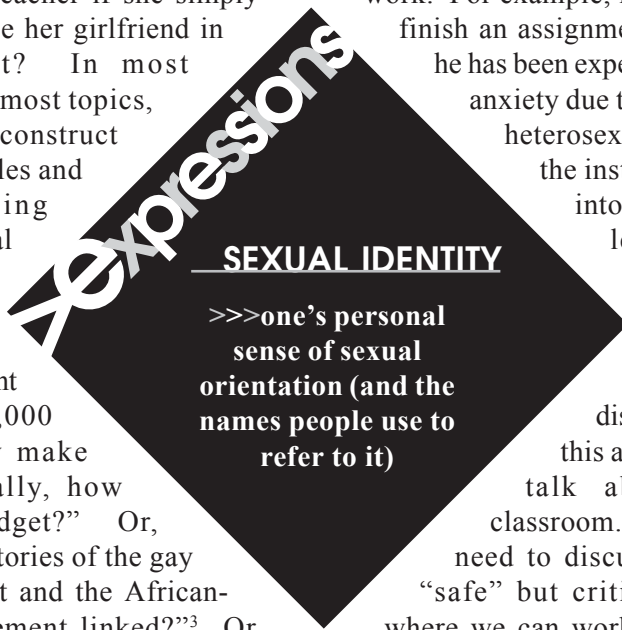 eacher if she simply
e her girlfriend in
t? In most
most topics,
construct
les and
ing
al
nt
,000
make
ally, how
dget?” Or,
tories of the gay
t and the African-
ement linked?”³ Or
>expressions
SEXUAL IDENTITY
>>>one’s personal
sense of sexual
orientation (and the
names people use to
refer to it)
work? For example,
finish an assignme
he has been expe
anxiety due t
heterosex
the inst
into
le
dis
this a
talk
classroom.
need to discu
“safe” but criti
where we can work